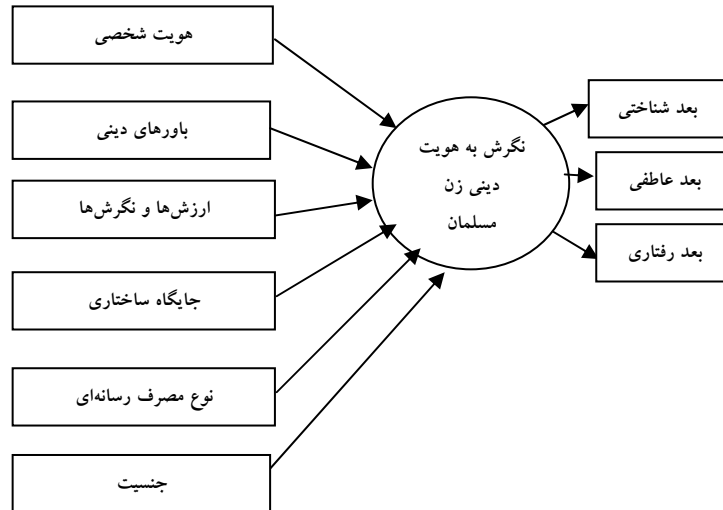 هویت شخصی
باورهای دینی
ارزش‌ها و نگرش‌ها
جایگاه ساختاری
نوع مصرف رسانه‌ای
جنسیت
نگرش به هویت
دینی زن
مسلمان
بعد شناختی
بعد عاطفی
بعد رفتاری